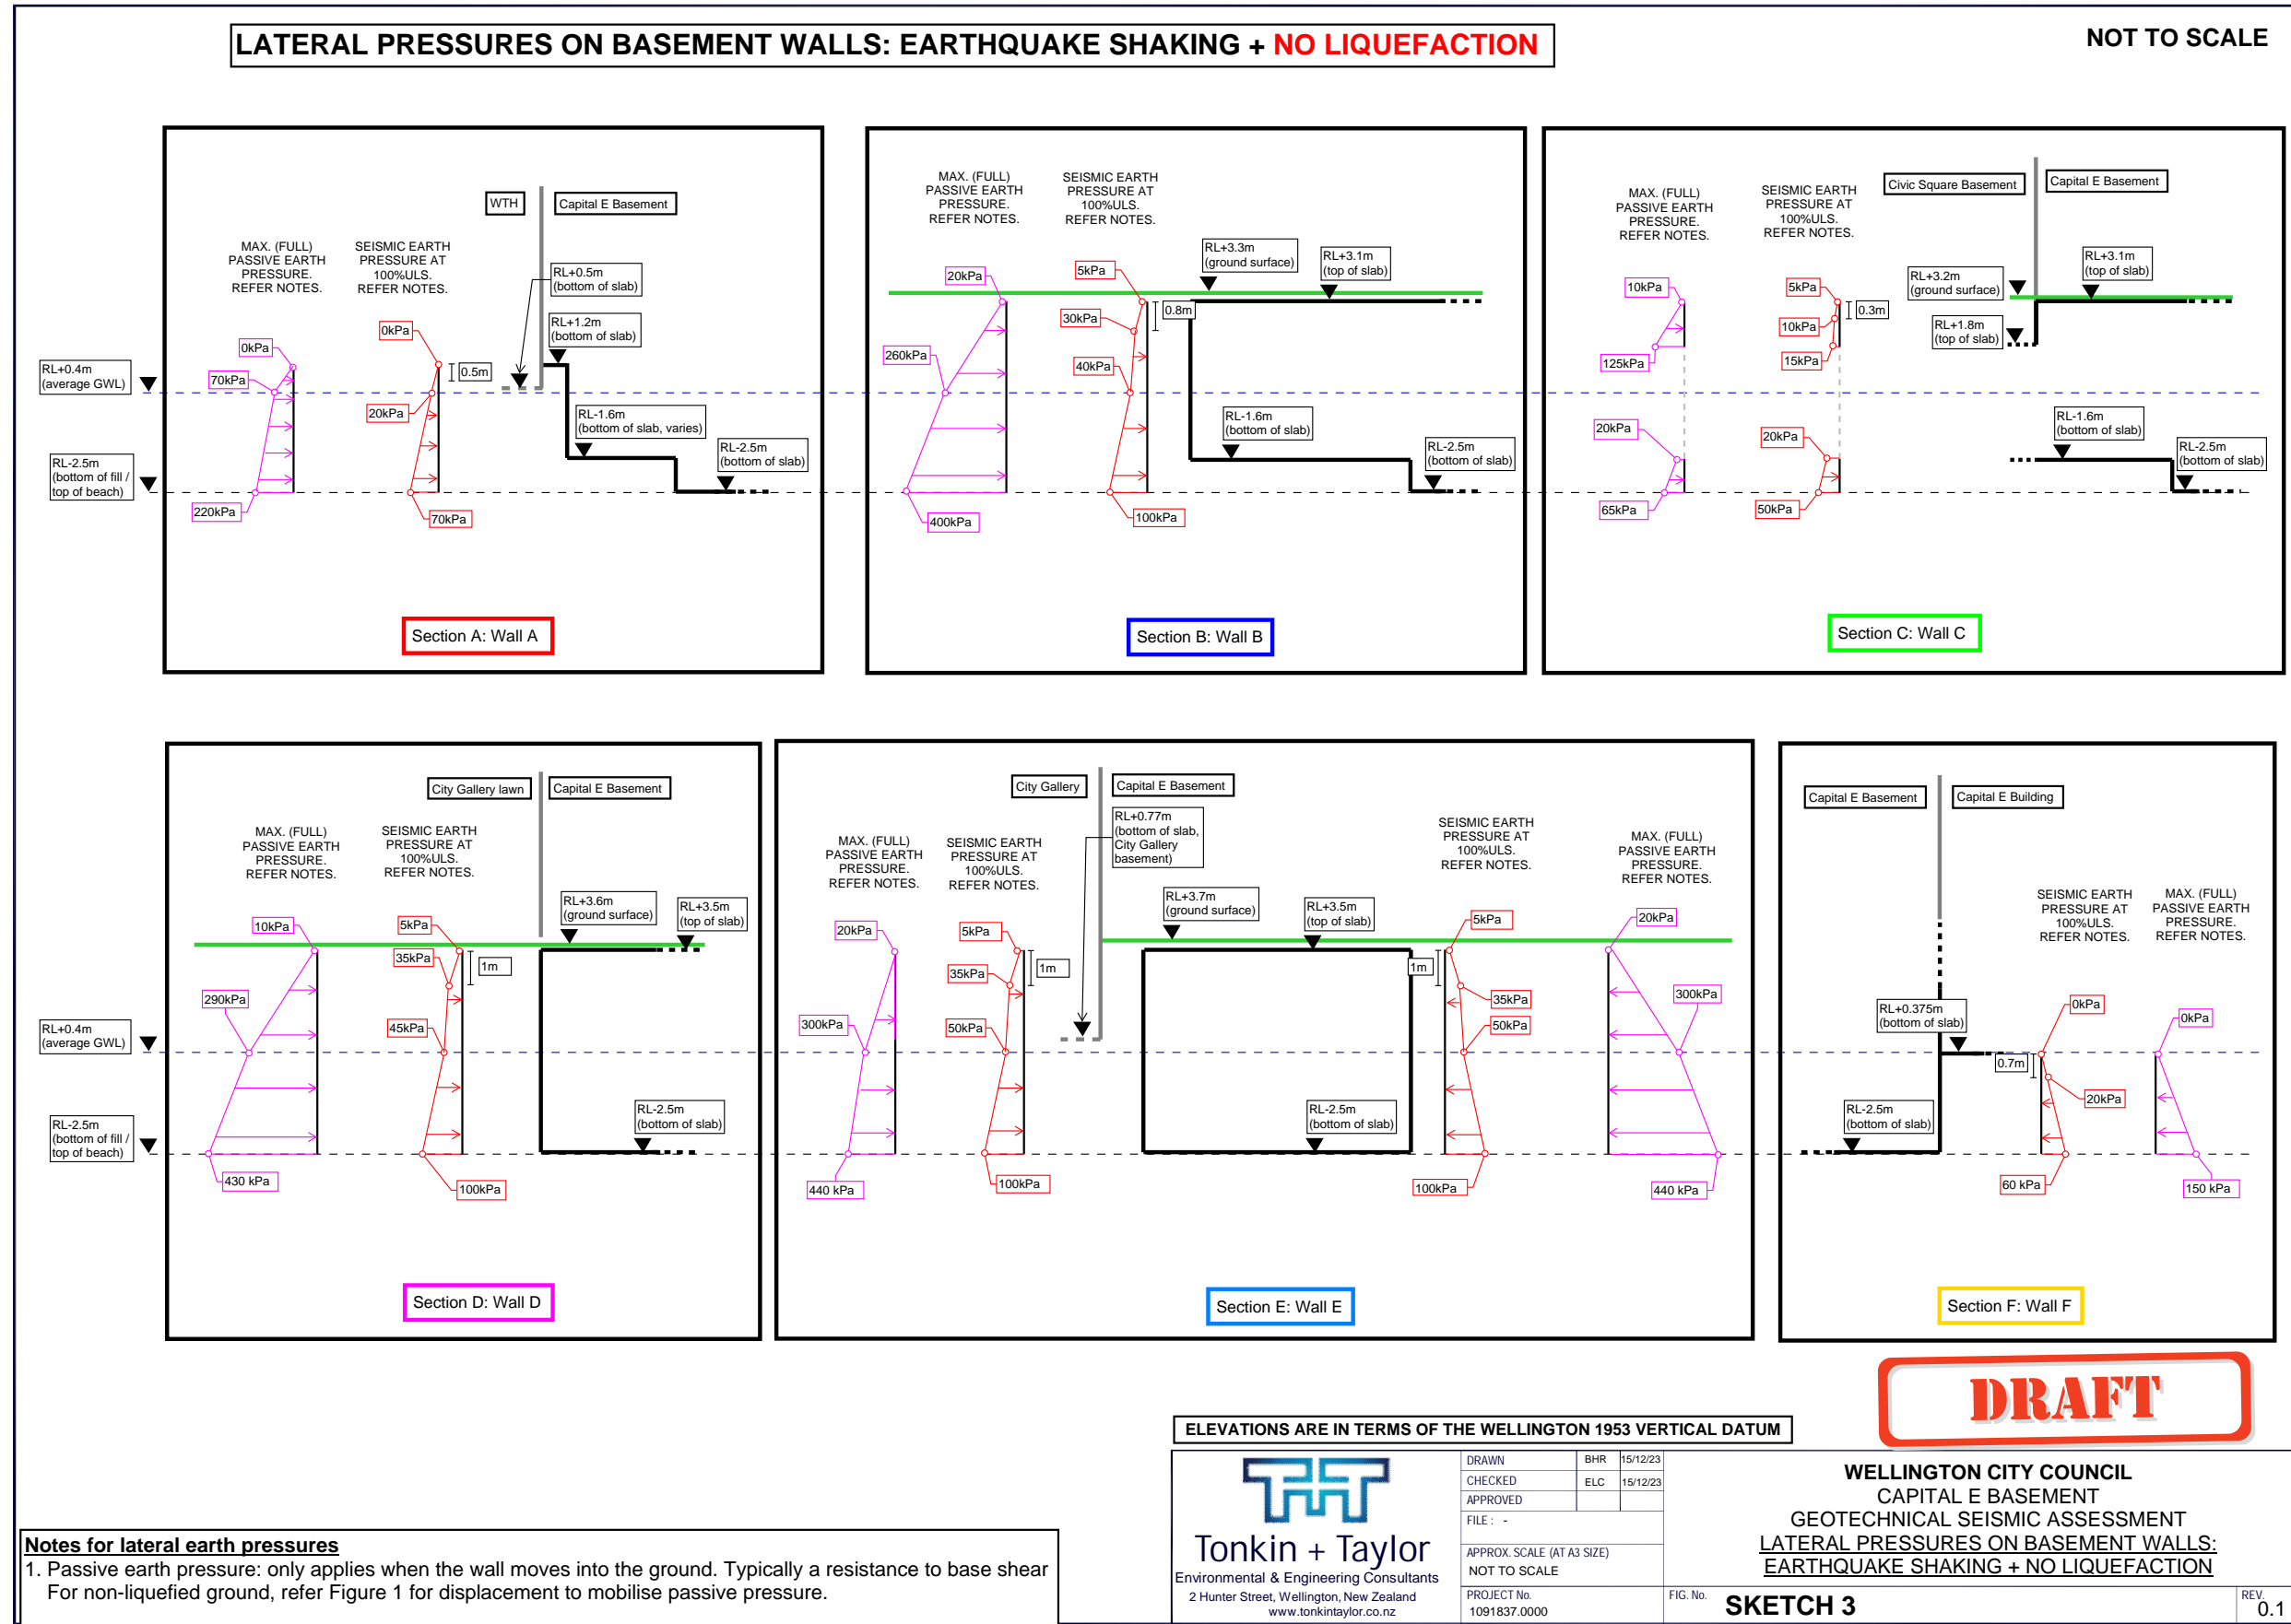 LATERAL PRESSURES ON BASEMENT WALLS: EARTHQUAKE SHAKING + NO LIQUEFACTION
NOT TO SCALE
WTH
Capital E Basement
MAX. (FULL)
PASSIVE EARTH
PRESSURE.
REFER NOTES.
SEISMIC EARTH
PRESSURE AT
100%ULS.
REFER NOTES.
RL+0.5m
(bottom of slab)
RL+1.2m
(bottom of slab)
0kPa
0kPa
0.5m
RL+0.4m
(average GWL)
70kPa
20kPa
RL-1.6m
(bottom of slab, varies)
RL-2.5m
(bottom of slab)
RL-2.5m
(bottom of fill /
top of beach)
220kPa
70kPa
Section A: Wall A
MAX. (FULL)
PASSIVE EARTH
PRESSURE.
REFER NOTES.
SEISMIC EARTH
PRESSURE AT
100%ULS.
REFER NOTES.
RL+3.3m
(ground surface)
RL+3.1m
(top of slab)
20kPa
5kPa
0.8m
30kPa
260kPa
40kPa
RL-1.6m
(bottom of slab)
RL-2.5m
(bottom of slab)
400kPa
100kPa
Section B: Wall B
MAX. (FULL)
PASSIVE EARTH
PRESSURE.
REFER NOTES.
SEISMIC EARTH
PRESSURE AT
100%ULS.
REFER NOTES.
Civic Square Basement
Capital E Basement
RL+3.2m
(ground surface)
RL+3.1m
(top of slab)
10kPa
5kPa
0.3m
10kPa
RL+1.8m
(top of slab)
125kPa
15kPa
20kPa
20kPa
RL-1.6m
(bottom of slab)
RL-2.5m
(bottom of slab)
65kPa
50kPa
Section C: Wall C
City Gallery lawn
Capital E Basement
MAX. (FULL)
PASSIVE EARTH
PRESSURE.
REFER NOTES.
SEISMIC EARTH
PRESSURE AT
100%ULS.
REFER NOTES.
RL+3.6m
(ground surface)
RL+3.5m
(top of slab)
10kPa
5kPa
35kPa
1m
290kPa
45kPa
RL+0.4m
(average GWL)
RL-2.5m
(bottom of fill /
top of beach)
RL-2.5m
(bottom of slab)
430 kPa
100kPa
Section D: Wall D
City Gallery
Capital E Basement
RL+0.77m
(bottom of slab,
City Gallery
basement)
MAX. (FULL)
PASSIVE EARTH
PRESSURE.
REFER NOTES.
SEISMIC EARTH
PRESSURE AT
100%ULS.
REFER NOTES.
SEISMIC EARTH
PRESSURE AT
100%ULS.
REFER NOTES.
MAX. (FULL)
PASSIVE EARTH
PRESSURE.
REFER NOTES.
RL+3.7m
(ground surface)
RL+3.5m
(top of slab)
20kPa
5kPa
5kPa
20kPa
35kPa
1m
1m
35kPa
300kPa
300kPa
50kPa
50kPa
RL-2.5m
(bottom of slab)
440 kPa
100kPa
100kPa
440 kPa
Section E: Wall E
Capital E Basement
Capital E Building
SEISMIC EARTH
PRESSURE AT
100%ULS.
REFER NOTES.
MAX. (FULL)
PASSIVE EARTH
PRESSURE.
REFER NOTES.
RL+0.375m
(bottom of slab)
0kPa
0kPa
0.7m
20kPa
RL-2.5m
(bottom of slab)
60 kPa
150 kPa
Section F: Wall F
DRAFT
ELEVATIONS ARE IN TERMS OF THE WELLINGTON 1953 VERTICAL DATUM
Tonkin + Taylor
Environmental & Engineering Consultants
2 Hunter Street, Wellington, New Zealand
www.tonkintaylor.co.nz
DRAWN BHR 15/12/23
CHECKED ELC 15/12/23
APPROVED
FILE : -
APPROX. SCALE (AT A3 SIZE)
NOT TO SCALE
PROJECT No.
1091837.0000
WELLINGTON CITY COUNCIL
CAPITAL E BASEMENT
GEOTECHNICAL SEISMIC ASSESSMENT
LATERAL PRESSURES ON BASEMENT WALLS:
EARTHQUAKE SHAKING + NO LIQUEFACTION
FIG. No. SKETCH 3
REV. 0.1
Notes for lateral earth pressures
1. Passive earth pressure: only applies when the wall moves into the ground. Typically a resistance to base shear
For non-liquefied ground, refer Figure 1 for displacement to mobilise passive pressure.